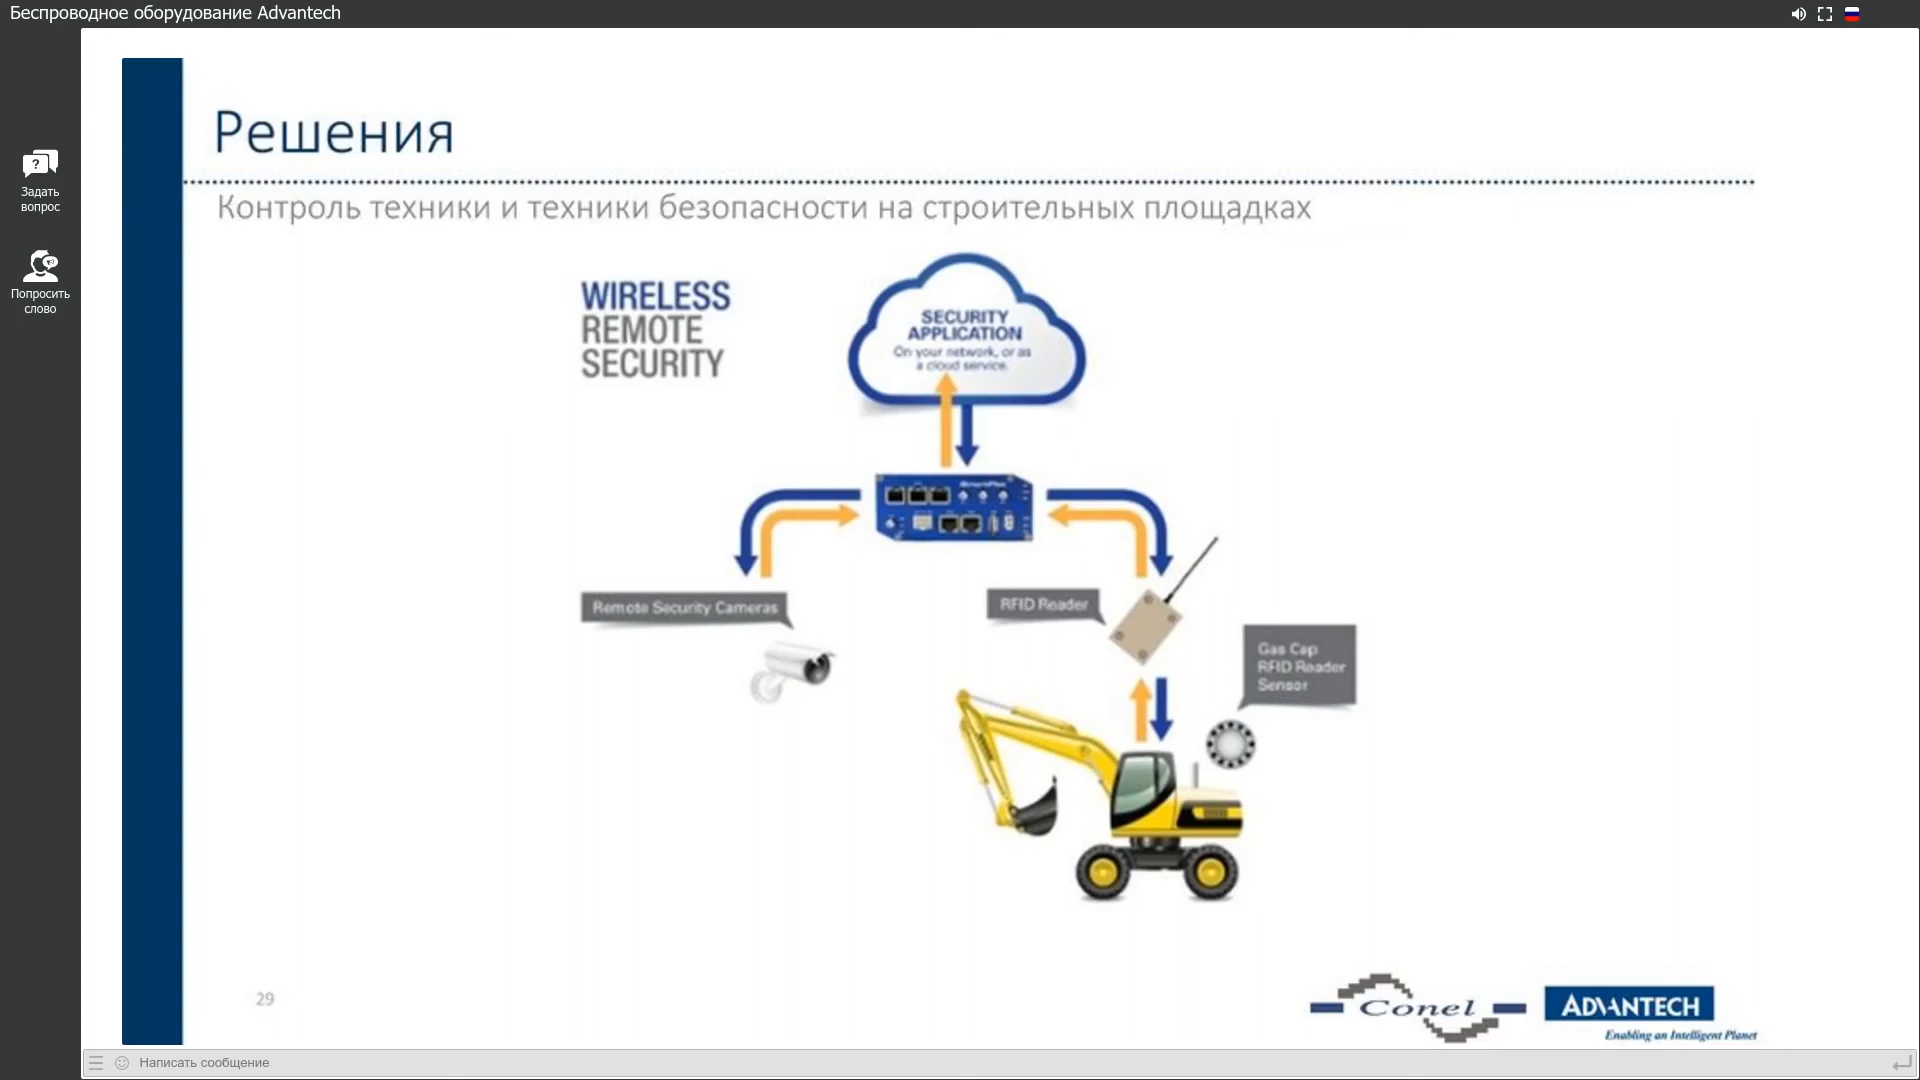 Беспроводное оборудование Advantech
Задать
вопрос
Попросить
слово
Решения
Контроль техники и техники безопасности на строительных площадках
WIRELESS
REMOTE
SECURITY
SECURITY
APPLICATION
On your network, or as
a cloud service.
Remote Security Cameras
RFID Reader
Gas Cap
RFID Reader
Sensor
29
Conel
ADVANTECH
Enabling an Intelligent Planet
Написать сообщение